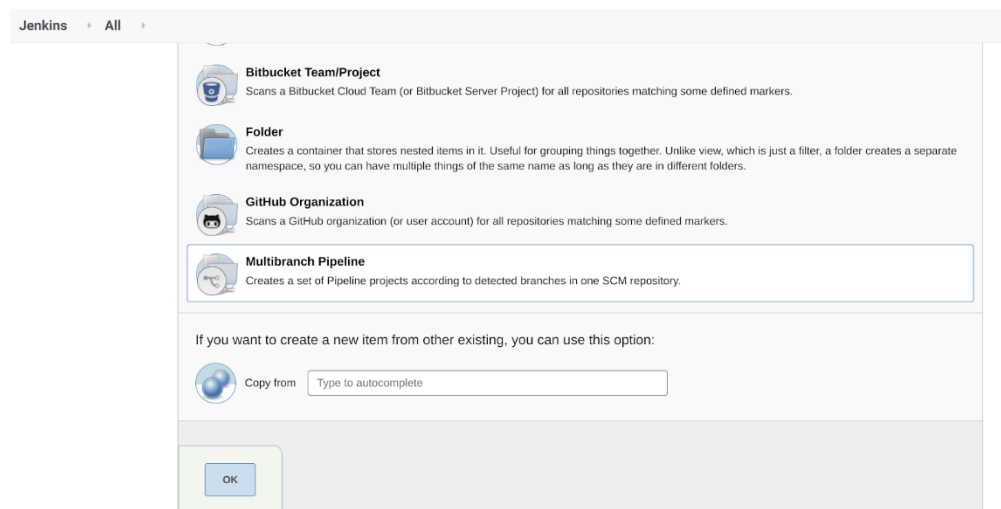 Jenkins All
Bitbucket Team/Project
Scans a Bitbucket Cloud Team (or Bitbucket Server Project) for all repositories matching some defined markers.
Folder
Creates a container that stores nested items in it. Useful for grouping things together. Unlike view, which is just a filter, a folder creates a separate
namespace, so you can have multiple things of the same name as long as they are in different folders.
GitHub Organization
Scans a GitHub organization (or user account) for all repositories matching some defined markers.
Multibranch Pipeline
Creates a set of Pipeline projects according to detected branches in one SCM repository.
If you want to create a new item from other existing, you can use this option:
Copy from Type to autocomplete
OK